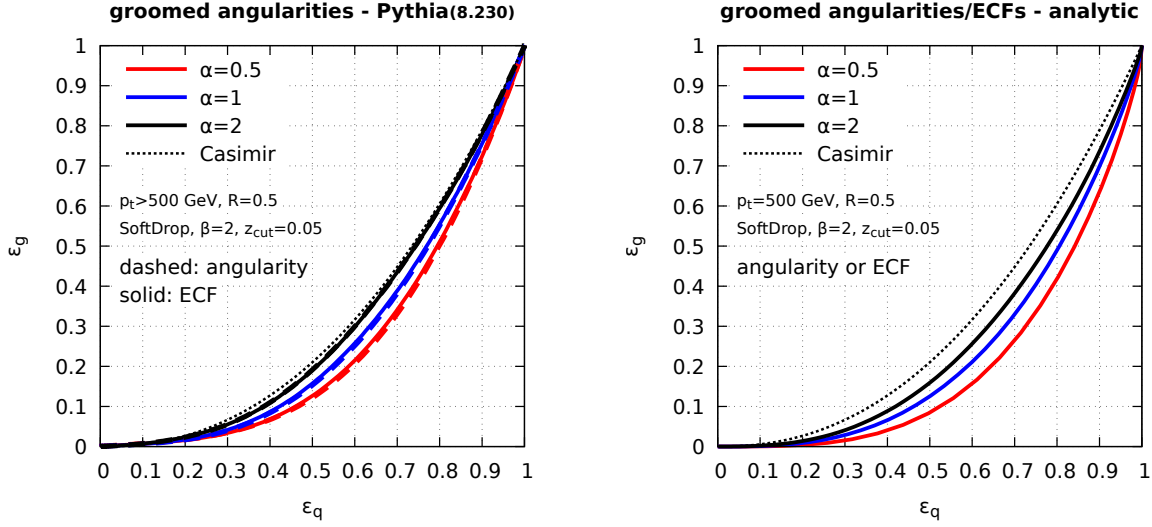 groomed angularities - Pythia(8.230)
1
0.9
0.8
0.7
0.6
0.5
0.4
0.3
0.2
0.1
0
εg
α=0.5
α=1
α=2
Casimir
pt>500 GeV, R=0.5
SoftDrop, β=2, zcut=0.05
dashed: angularity
solid: ECF
0 0.1 0.2 0.3 0.4 0.5 0.6 0.7 0.8 0.9 1
εq
groomed angularities/ECFs - analytic
1
0.9
0.8
0.7
0.6
0.5
0.4
0.3
0.2
0.1
0
εg
α=0.5
α=1
α=2
Casimir
pt=500 GeV, R=0.5
SoftDrop, β=2, zcut=0.05
angularity or ECF
0 0.1 0.2 0.3 0.4 0.5 0.6 0.7 0.8 0.9 1
εq